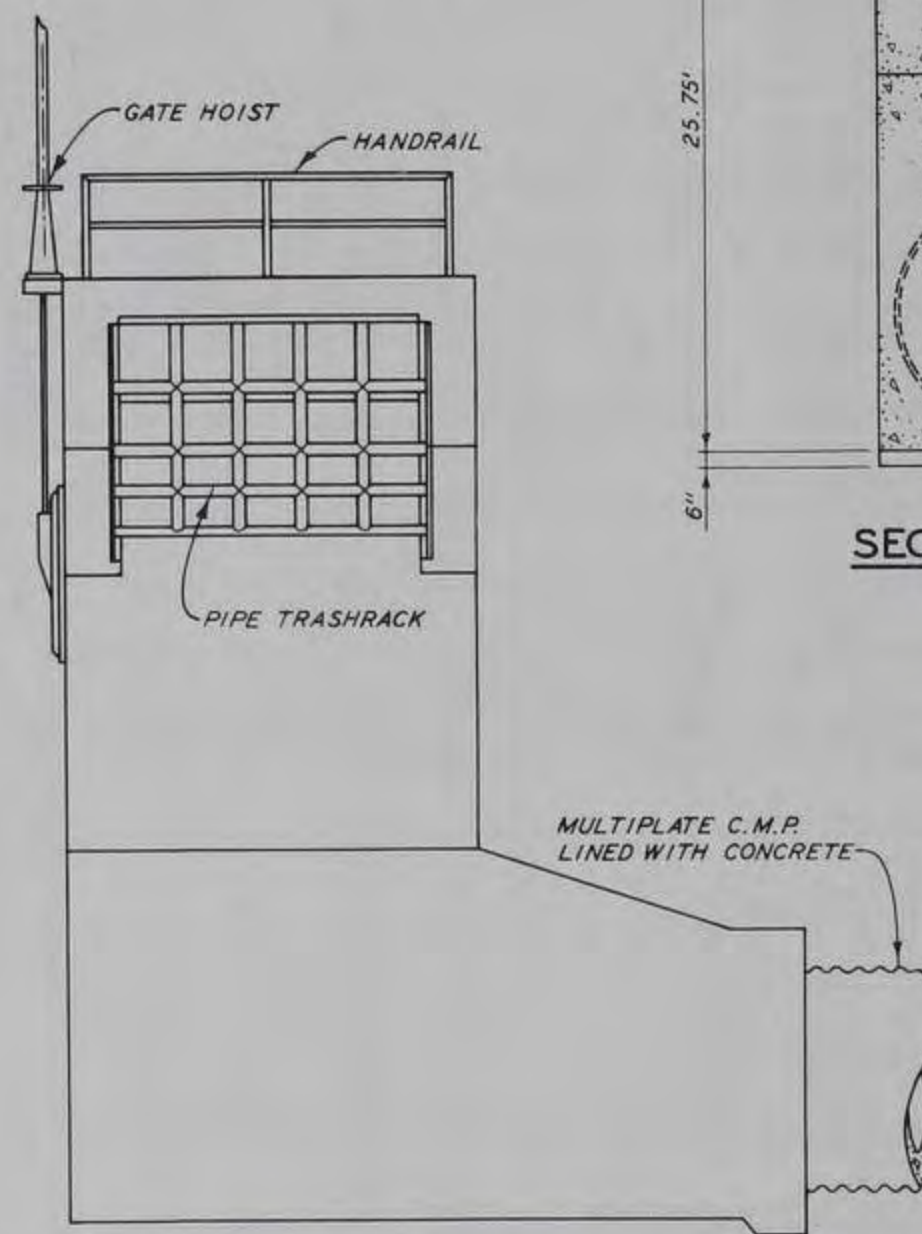 GATE HOIST
HANDRAIL
25.75'
6"
SEC
PIPE TRASHRACK
MULTIPLATE C.M.P.
LINED WITH CONCRETE